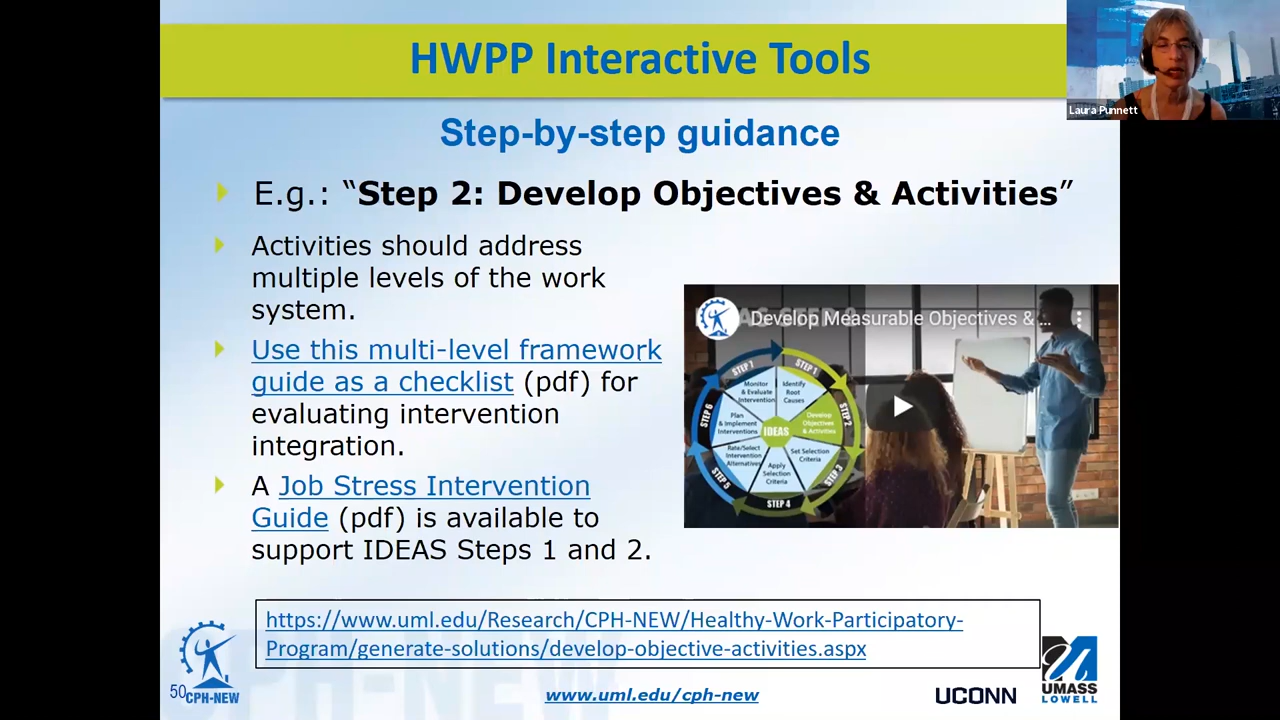 HWPP Interactive Tools
Laura Punnett
Step-by-step guidance
E.g.: “Step 2: Develop Objectives & Activities”
Activities should address
multiple levels of the work
system.
Use this multi-level framework
guide as a checklist (pdf) for
evaluating intervention
integration.
A Job Stress Intervention
Guide (pdf) is available to
support IDEAS Steps 1 and 2.
Develop Measurable Objectives & ...
STEP 1
Identify
Root
Causes
STEP 2
Develop
Objectives
& Activities
STEP 3
Set Selection
Criteria
STEP 4
Apply
Selection
Criteria
STEP 5
Rate/Select
Intervention
Alternatives
STEP 6
Plan
& Implement
Interventions
STEP 7
Monitor
& Evaluate
Intervention
IDEAS
https://www.uml.edu/Research/CPH-NEW/Healthy-Work-Participatory-
Program/generate-solutions/develop-objective-activities.aspx
50
CPH-NEW
www.uml.edu/cph-new
UCONN
UMASS
LOWELL